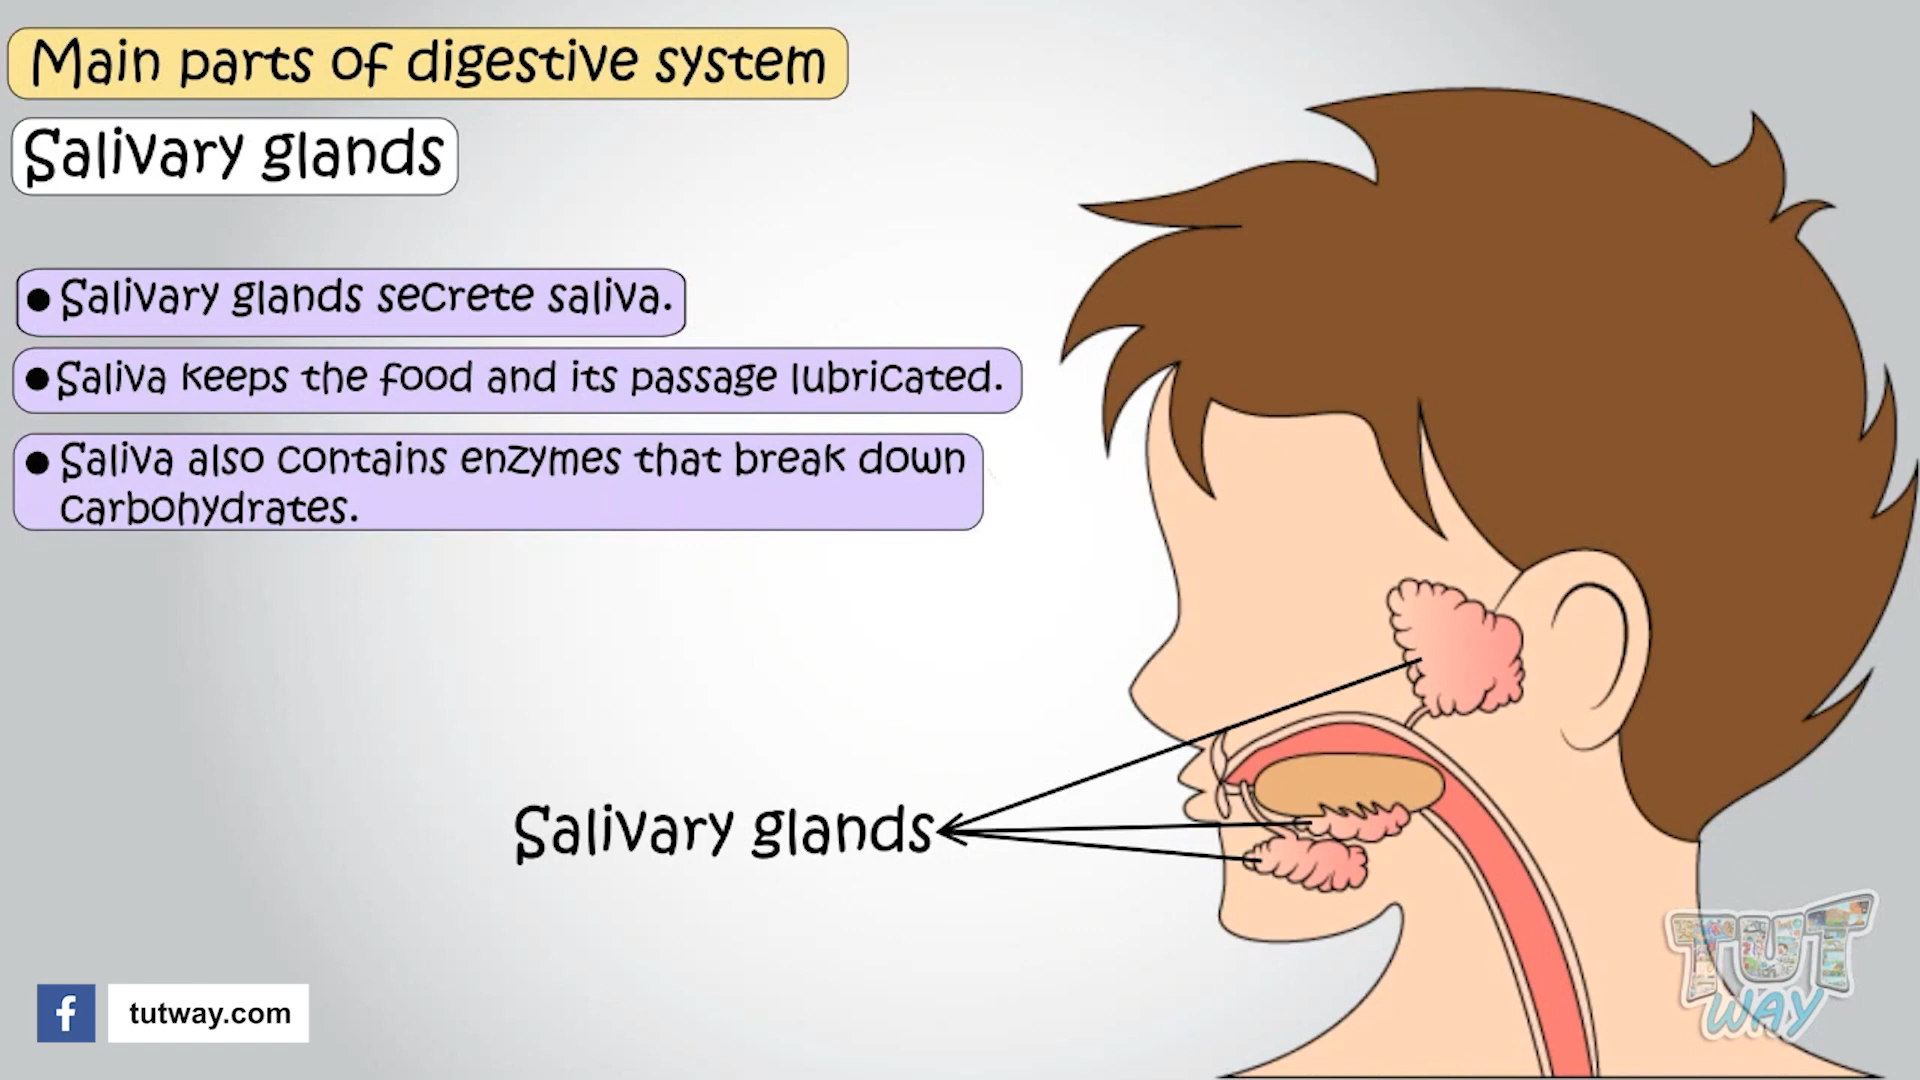 Main parts of digestive system
Salivary glands
● Salivary glands secrete saliva.
● Saliva keeps the food and its passage lubricated.
● Saliva also contains enzymes that break down
carbohydrates.
Salivary glands
f
tutway.com
TUT
WAY